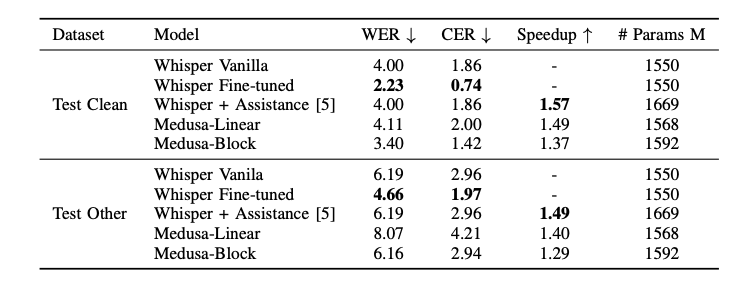 Dataset Model WER ↓ CER ↓ Speedup ↑ # Params M
Whisper Vanilla 4.00 1.86 - 1550
Whisper Fine-tuned 2.23 0.74 - 1550
Test Clean Whisper + Assistance [5] 4.00 1.86 1.57 1669
Medusa-Linear 4.11 2.00 1.49 1568
Medusa-Block 3.40 1.42 1.37 1592
Whisper Vanila 6.19 2.96 - 1550
Whisper Fine-tuned 4.66 1.97 - 1550
Test Other Whisper + Assistance [5] 6.19 2.96 1.49 1669
Medusa-Linear 8.07 4.21 1.40 1568
Medusa-Block 6.16 2.94 1.29 1592